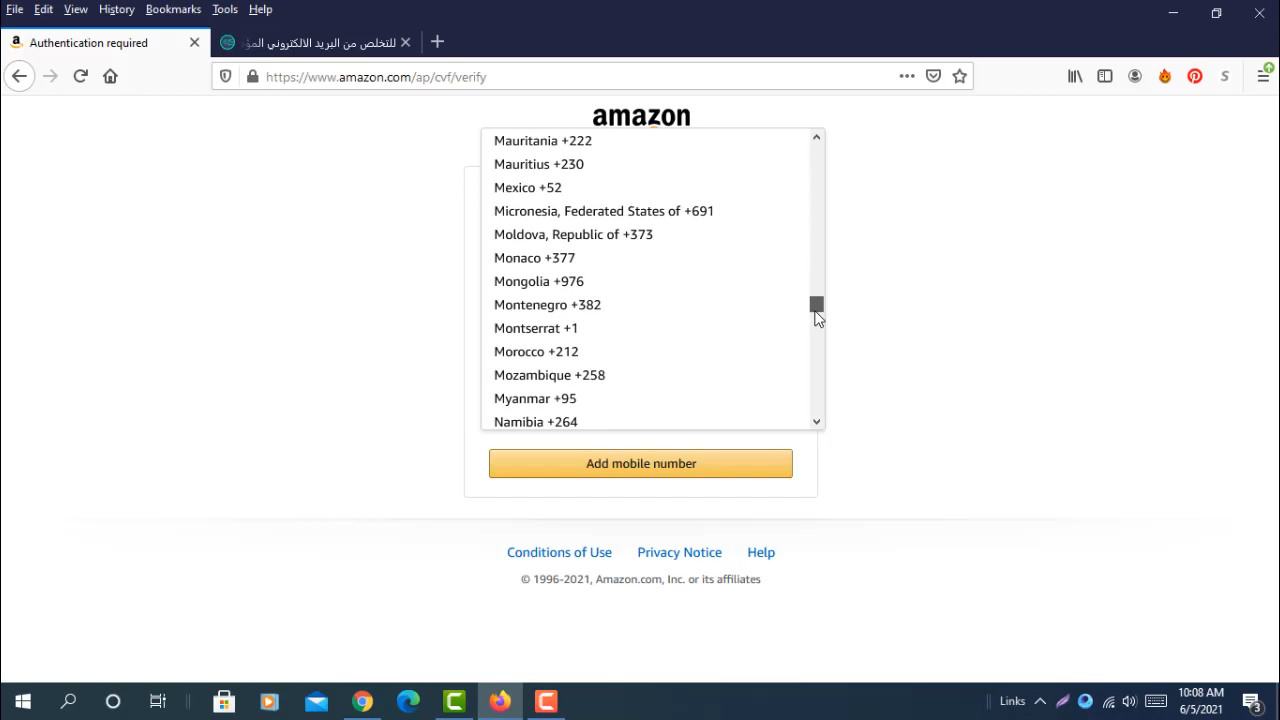 File Edit View History Bookmarks Tools Help
Authentication required
للتخلص من البريد الالكتروني
https://www.amazon.com/ap/cvf/verify
amazon
Mauritania +222
Mauritius +230
Mexico +52
Micronesia, Federated States of +691
Moldova, Republic of +373
Monaco +377
Mongolia +976
Montenegro +382
Montserrat +1
Morocco +212
Mozambique +258
Myanmar +95
Namibia +264
Add mobile number
Conditions of Use Privacy Notice Help
© 1996-2021, Amazon.com, Inc. or its affiliates
Links
10:08 AM
6/5/2021
3